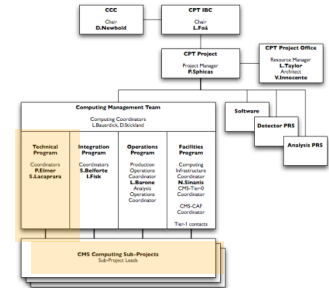 CCC
Chair
D.Newbold
CPT IBC
Chair
L.Foà
CPT Project
Project Manager
P.Sphicas
CPT Project Office
Resource Manager
L.Taylor
Architect
V.Innocente
Computing Management Team
Computing Coordinators
L.Bauerdick, D.Stickland
Technical
Program
Coordinators
P.Elmer
S.Lacaprara
Integration
Program
Coordinators
S.Belforte
I.Fisk
Operations
Program
Production
Operations
Coordinator
L.Barone
Analysis
Operations
Coordinator
Facilities
Program
Computing
Infrastructure
Coordinator
N.Sinanis
CMS-Tier-0
Coordinator
CMS-CAF
Coordinator
Tier-1 contacts
Software
Detector PRS
Analysis PRS
CMS Computing Sub-Projects
Sub-Project Leads